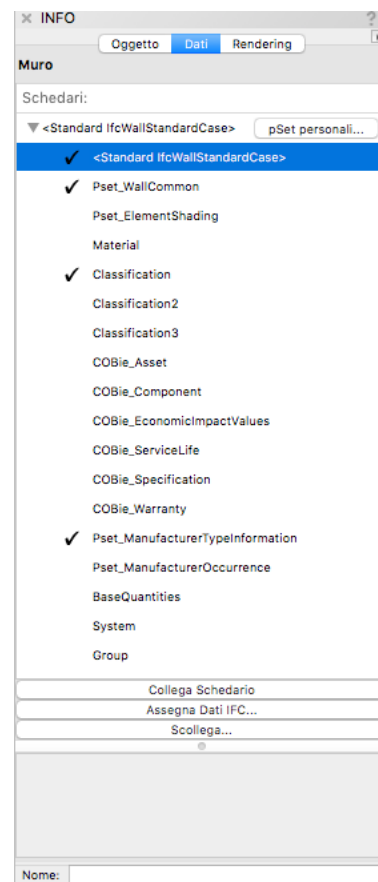 × INFO ?
Oggetto Dati Rendering
Muro
Schedari:
<Standard IfcWallStandardCase> pSet personali...
✓ <Standard IfcWallStandardCase>
✓ Pset_WallCommon
Pset_ElementShading
Material
✓ Classification
Classification2
Classification3
COBie_Asset
COBie_Component
COBie_EconomicImpactValues
COBie_ServiceLife
COBie_Specification
COBie_Warranty
✓ Pset_ManufacturerTypeInformation
Pset_ManufacturerOccurrence
BaseQuantities
System
Group
Collega Schedario
Assegna Dati IFC...
Scollega...
Nome: